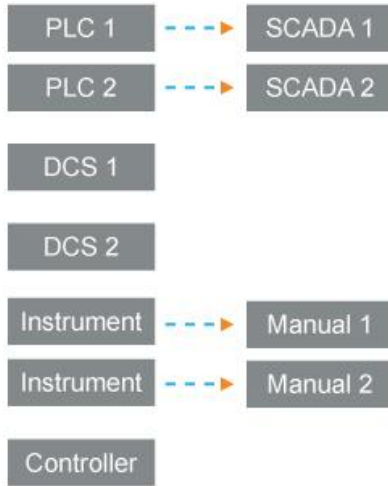 PLC 1
SCADA 1
PLC 2
SCADA 2
DCS 1
DCS 2
Instrument
Manual 1
Instrument
Manual 2
Controller